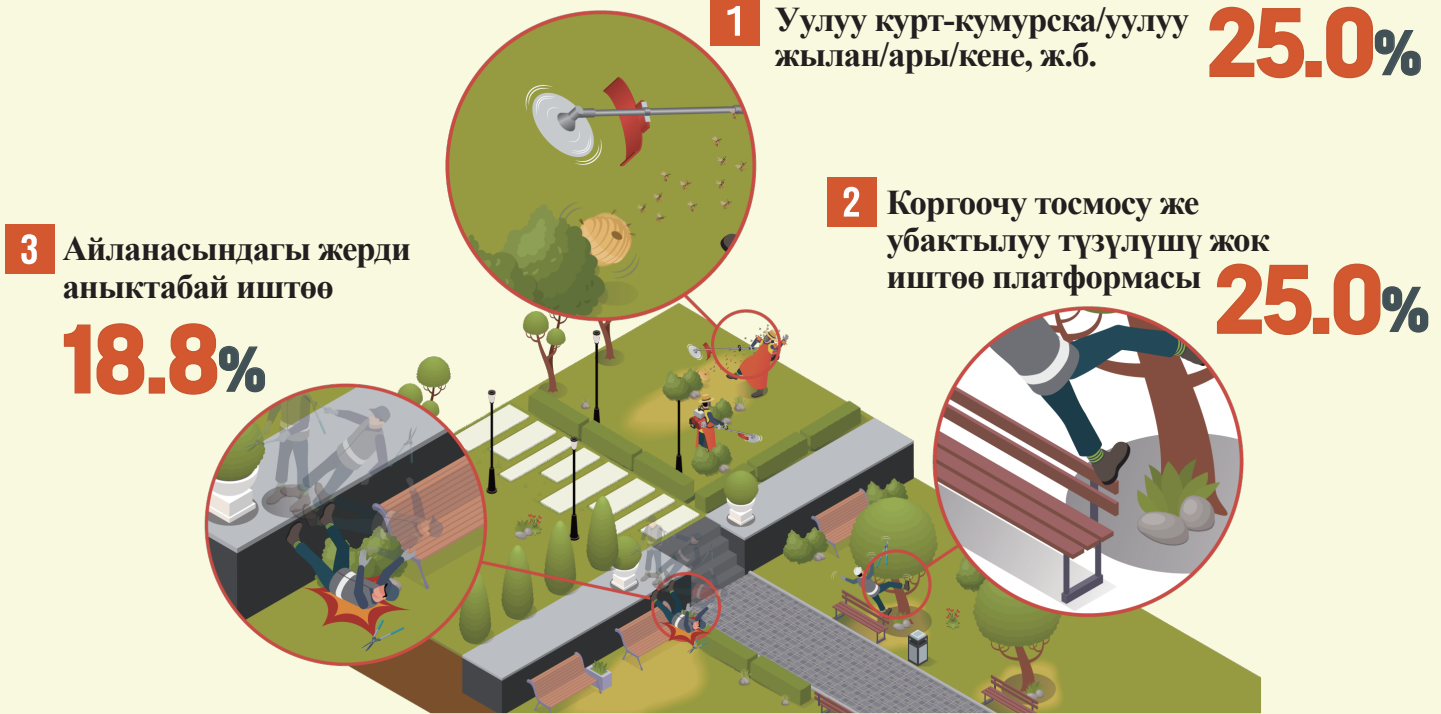 1 Уулуу курт-кумурска/уулуу
жылан/ары/кене, ж.б.
25.0%
2 Коргоочу тосмосу же
убактылуу түзүлүшү жок
иштөө платформасы
25.0%
3 Айланасындагы жерди
аныктабай иштөө
18.8%